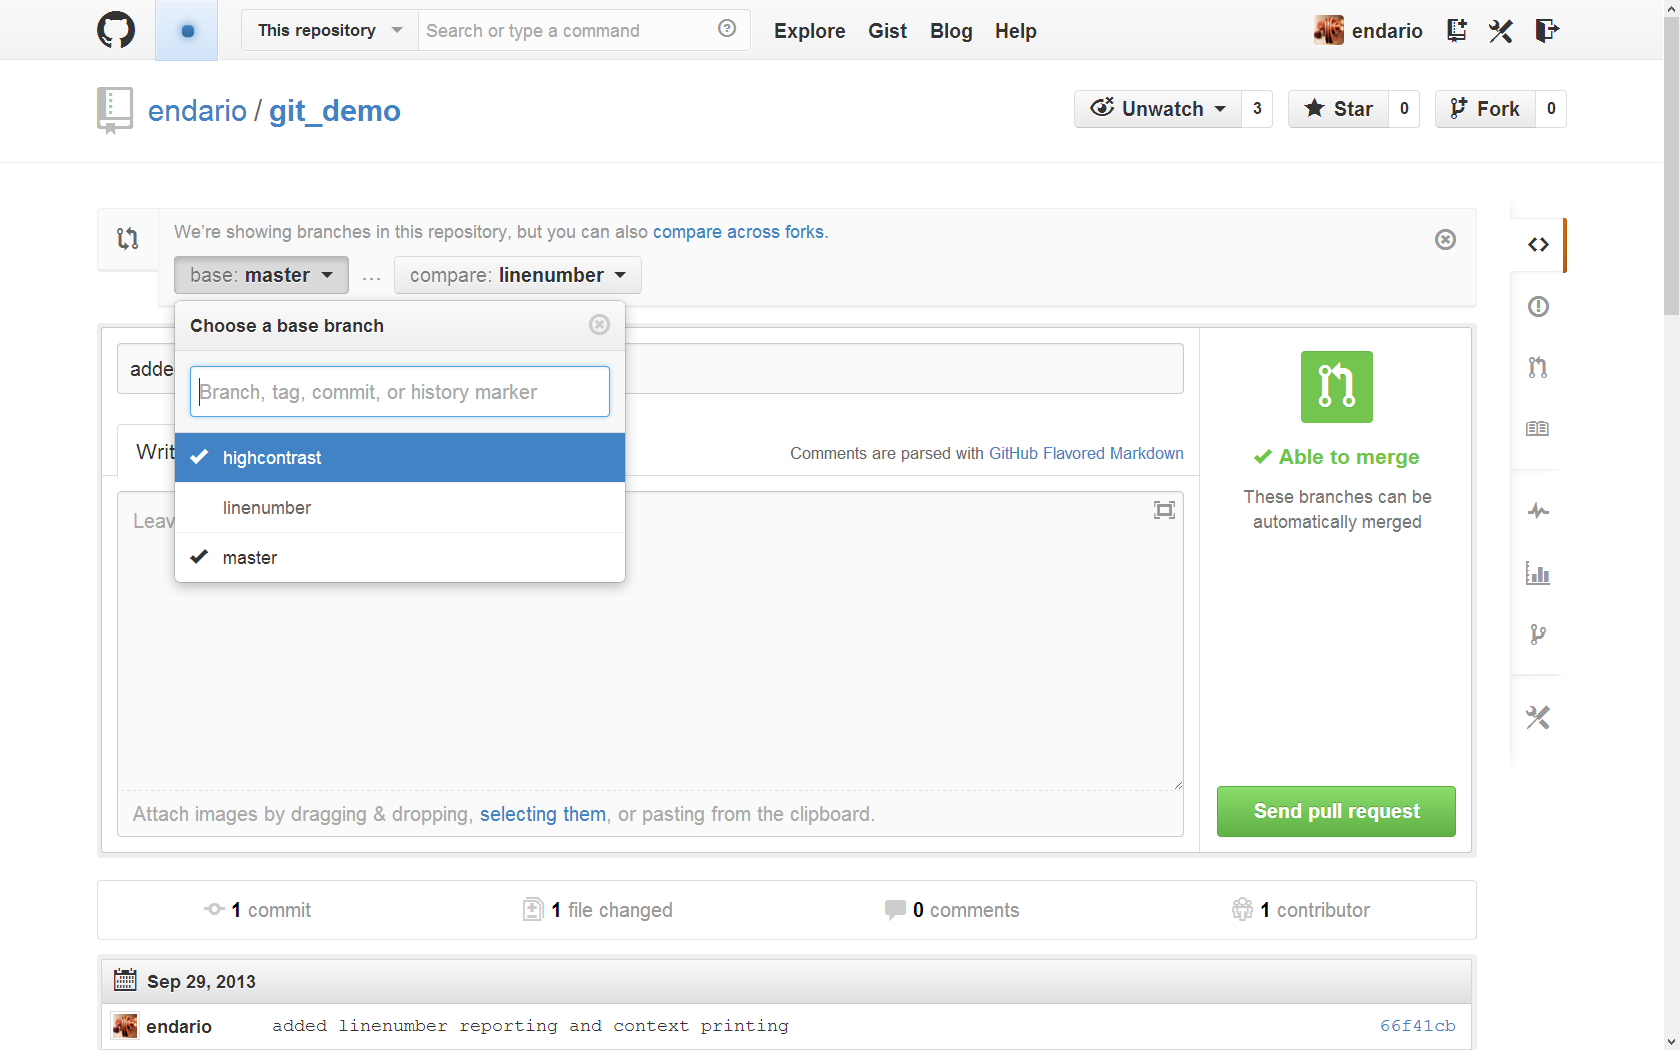 This repository Search or type a command Explore Gist Blog Help endario
endario / git_demo Unwatch 3 Star 0 Fork 0
We're showing branches in this repository, but you can also compare across forks.
base: master ... compare: linenumber
Choose a base branch
adde
Branch, tag, commit, or history marker
Writ
Comments are parsed with GitHub Flavored Markdown
highcontrast
linenumber
master
Leav
Able to merge
These branches can be
automatically merged
Attach images by dragging & dropping, selecting them, or pasting from the clipboard.
Send pull request
1 commit 1 file changed 0 comments 1 contributor
Sep 29, 2013
endario added linenumber reporting and context printing 66f41cb